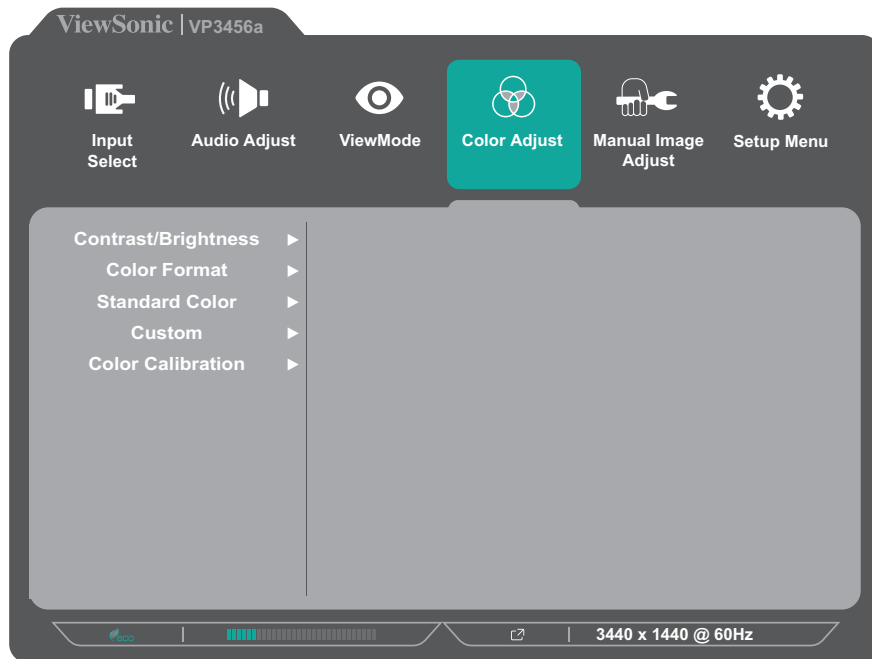 ViewSonic | VP3456a
Input Select
Audio Adjust
ViewMode
Color Adjust
Manual Image Adjust
Setup Menu
Contrast/Brightness
Color Format
Standard Color
Custom
Color Calibration
eco
3440 x 1440 @ 60Hz